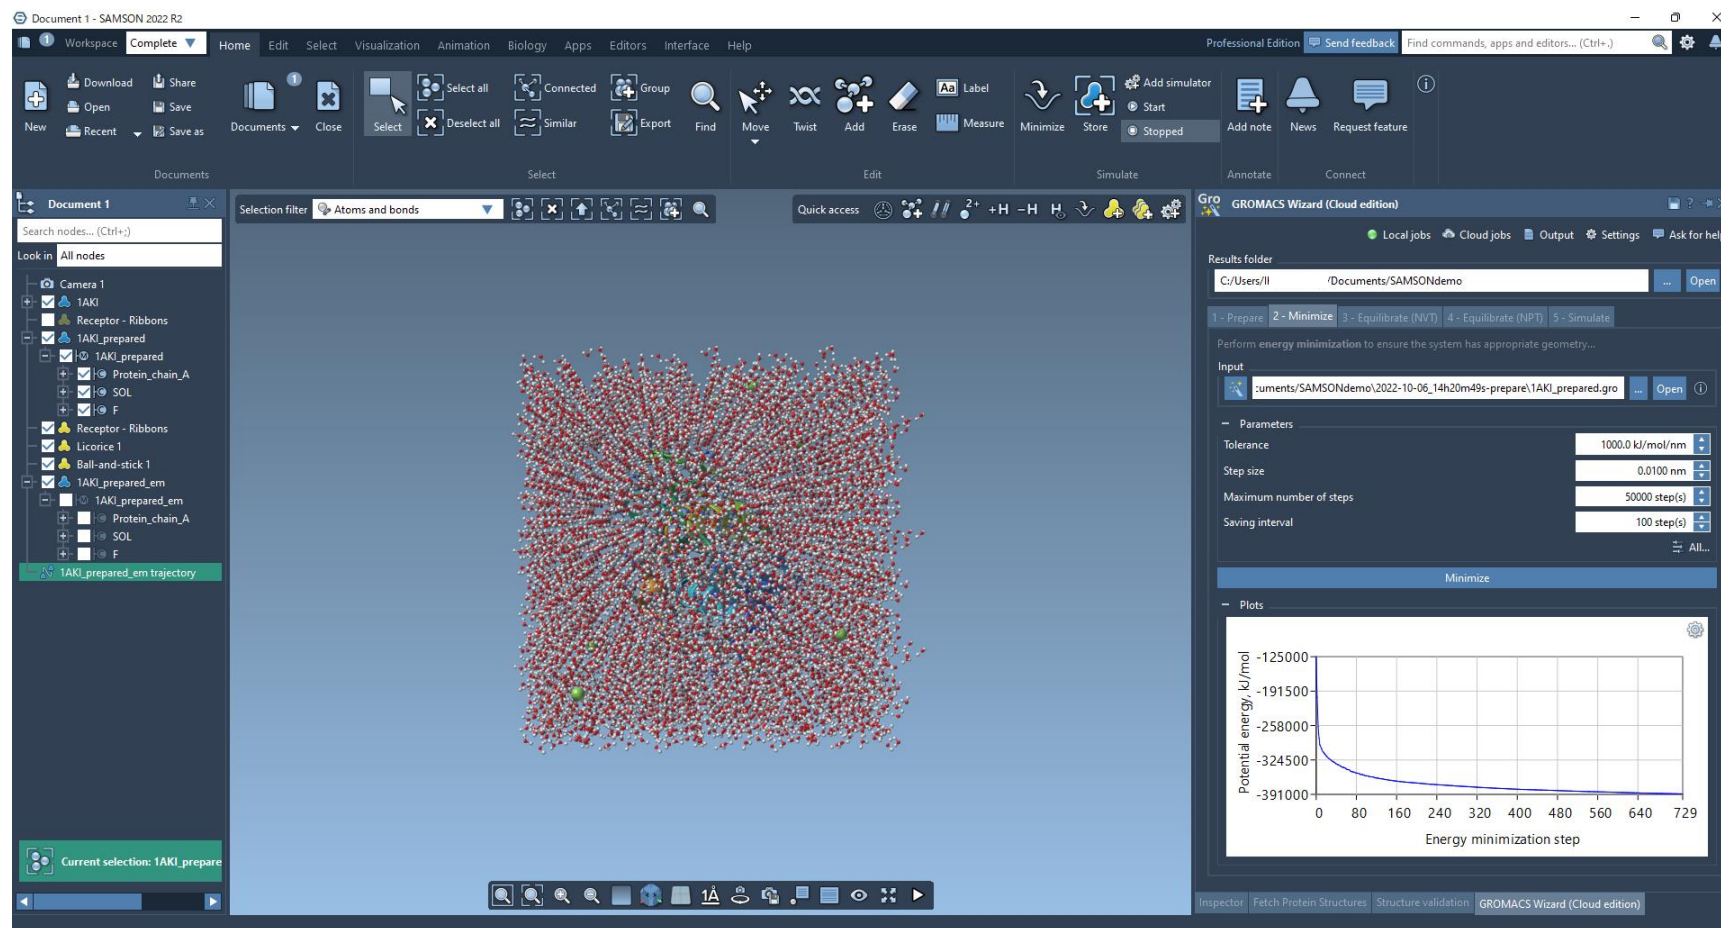 Document 1 - SAMSON 2022 R2
1 Workspace Complete Home Edit Select Visualization Animation Biology Apps Editors Interface Help Professional Edition Send feedback Find commands, apps and editors... (Ctrl+.)
Download Share 1 Select all Connected Group Aa Label Add simulator
Open Save Start
New Recent Save as Documents Close Select Deselect all Similar Export Find Move Twist Add Erase Measure Minimize Store Stopped Add note News Request feature
Documents Select Edit Simulate Annotate Connect
Document 1
Search nodes... (Ctrl+;)
Look in All nodes
Camera 1
1AKI
Receptor - Ribbons
1AKI_prepared
1AKI_prepared
Protein_chain_A
SOL
F
Receptor - Ribbons
Licorice 1
Ball-and-stick 1
1AKI_prepared_em
1AKI_prepared_em
Protein_chain_A
SOL
F
1AKI_prepared_em trajectory
Current selection: 1AKI_prepare
Selection filter Atoms and bonds Quick access 2+ +H -H H
1Å
Gro GROMACS Wizard (Cloud edition) ?
Local jobs Cloud jobs Output Settings Ask for help
Results folder
C:/Users/ll /Documents/SAMSONdemo ... Open
1 - Prepare 2 - Minimize 3 - Equilibrate (NVT) 4 - Equilibrate (NPT) 5 - Simulate
Perform energy minimization to ensure the system has appropriate geometry...
Input
:uments/SAMSONdemo\2022-10-06_14h20m49s-prepare\1AKI_prepared.gro ... Open
Parameters
Tolerance 1000.0 kJ/mol/nm
Step size 0.0100 nm
Maximum number of steps 50000 step(s)
Saving interval 100 step(s)
All...
Minimize
Plots
Potential energy, kJ/mol
-125000
-191500
-258000
-324500
-391000
0 80 160 240 320 400 480 560 640 729
Energy minimization step
Inspector Fetch Protein Structures Structure validation GROMACS Wizard (Cloud edition)